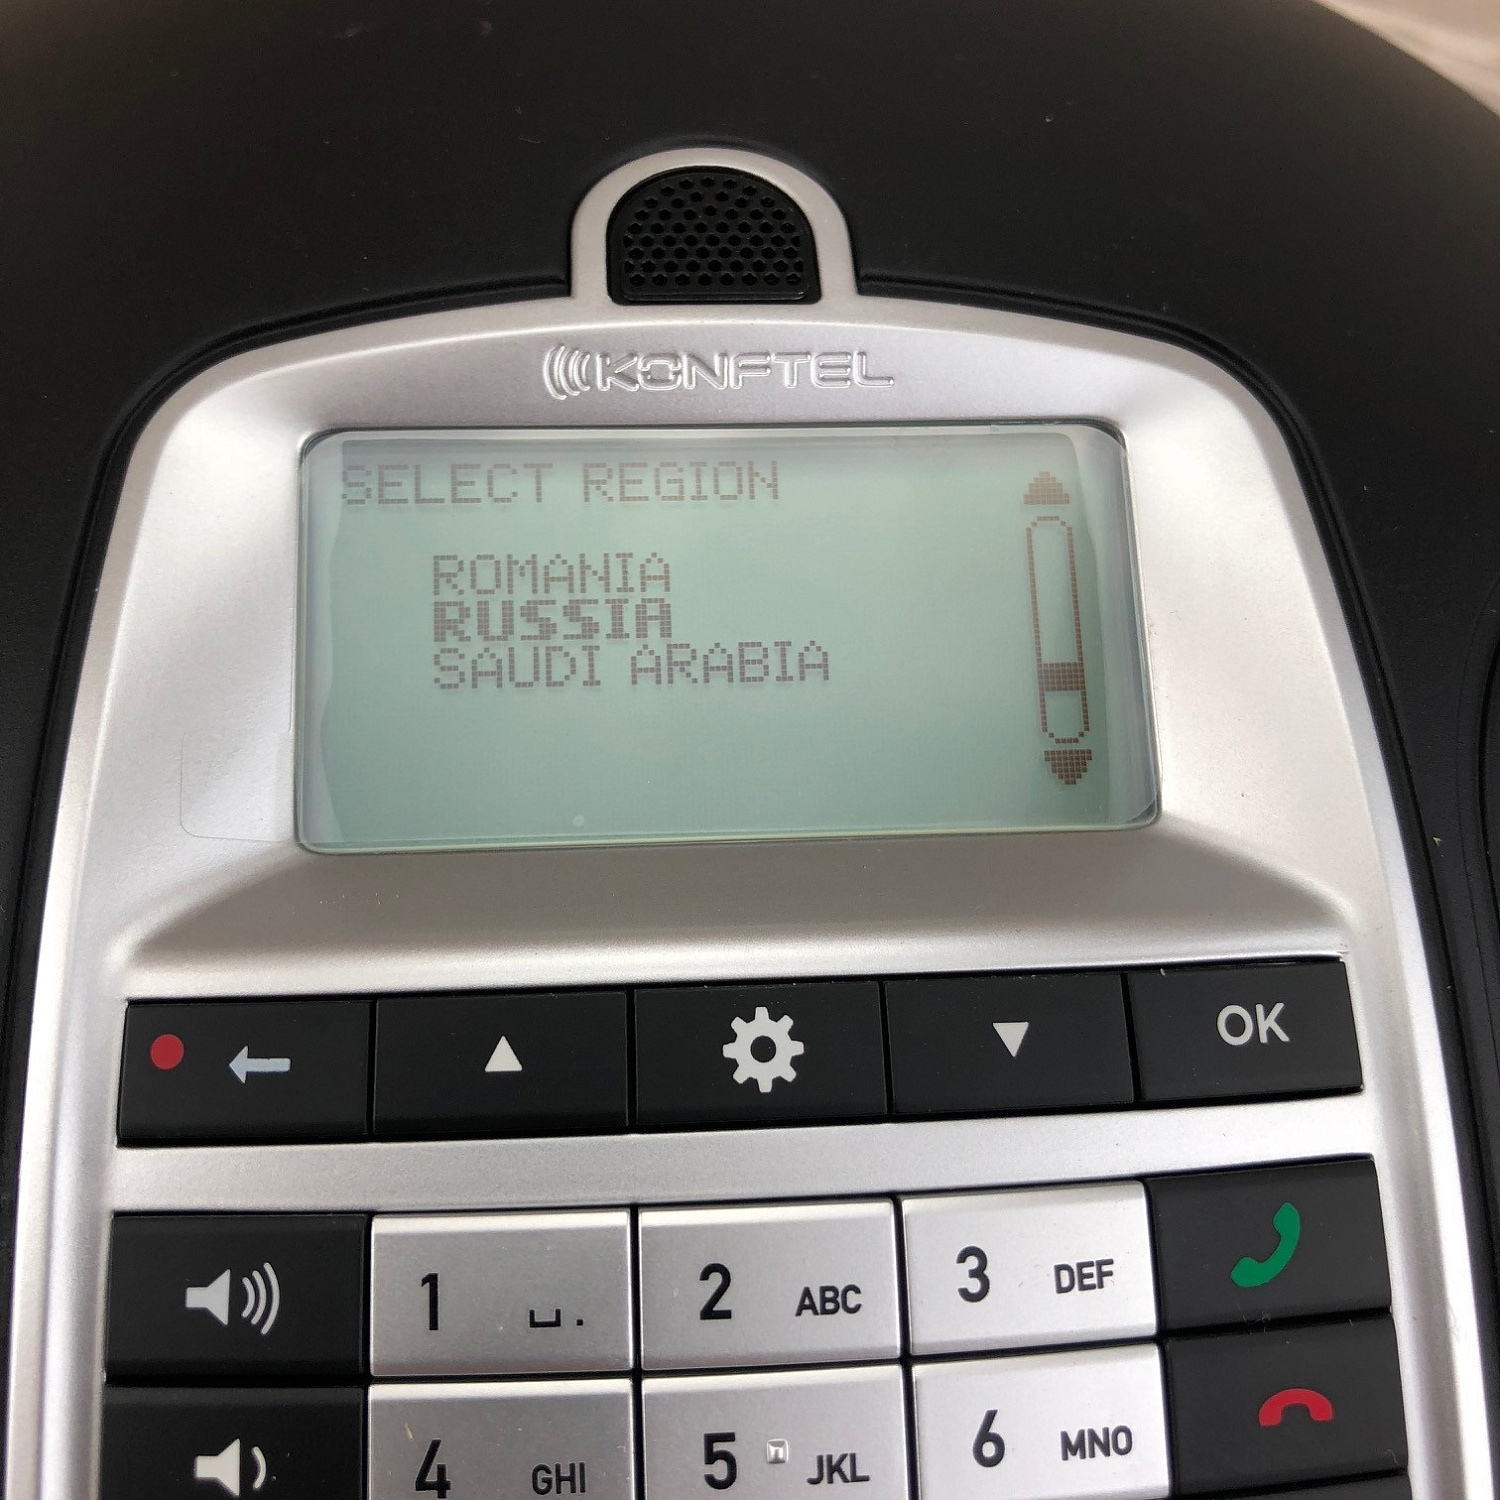 KONFTEL
SELECT REGION
ROMANIA
RUSSIA
SAUDI ARABIA
OK
1 ␣.
2 ABC
3 DEF
4 GHI
5 JKL
6 MNO